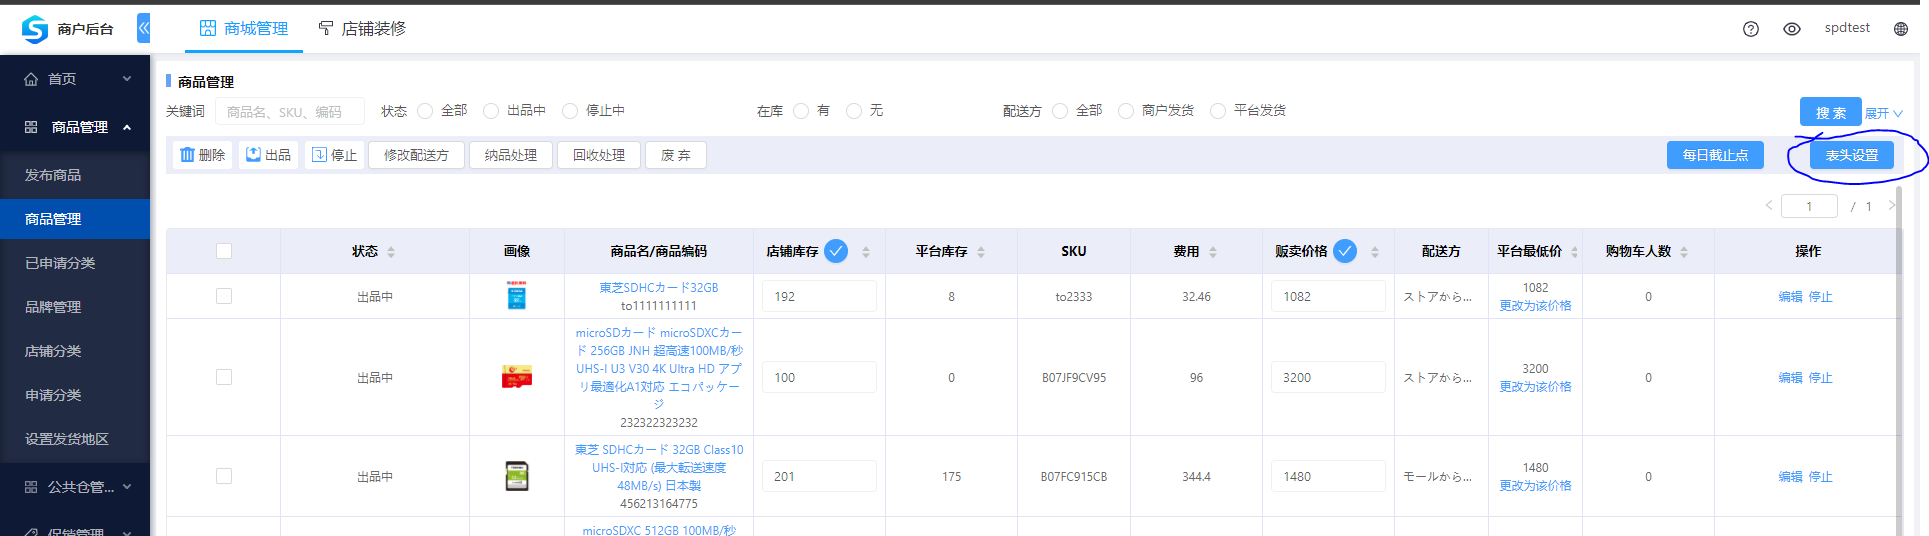 商户后台
商城管理
店铺装修
spdtest
首页
商品管理
发布商品
商品管理
已申请分类
品牌管理
店铺分类
申请分类
设置发货地区
公共仓管...
促销管理
商品管理
关键词 商品名、SKU、编码 状态 全部 出品中 停止中 在库 有 无 配送方 全部 商户发货 平台发货 搜 索 展开
删除 出品 停止 修改配送方 纳品处理 回收处理 废 弃 每日截止点 表头设置
1 / 1
状态 画像 商品名/商品编码 店铺库存 平台库存 SKU 费用 贩卖价格 配送方 平台最低价 购物车人数 操作
出品中
東芝SDHCカード32GB
to1111111111
192 8 to2333 32.46 1082 ストアから...
1082
更改为该价格
0 编辑 停止
出品中
microSDカード microSDXCカー
ド 256GB JNH 超高速100MB/秒
UHS-I U3 V30 4K Ultra HD アプ
リ最適化A1对応 エコパッケー
ジ
232322323232
100 0 B07JF9CV95 96 3200 ストアから...
3200
更改为该价格
0 编辑 停止
出品中
東芝 SDHCカード 32GB Class10
UHS-I对応 (最大転送速度
48MB/s) 日本製
456213164775
201 175 B07FC915CB 344.4 1480 モールから...
1480
更改为该价格
0 编辑 停止
microSDXC 512GB 100MB/秒